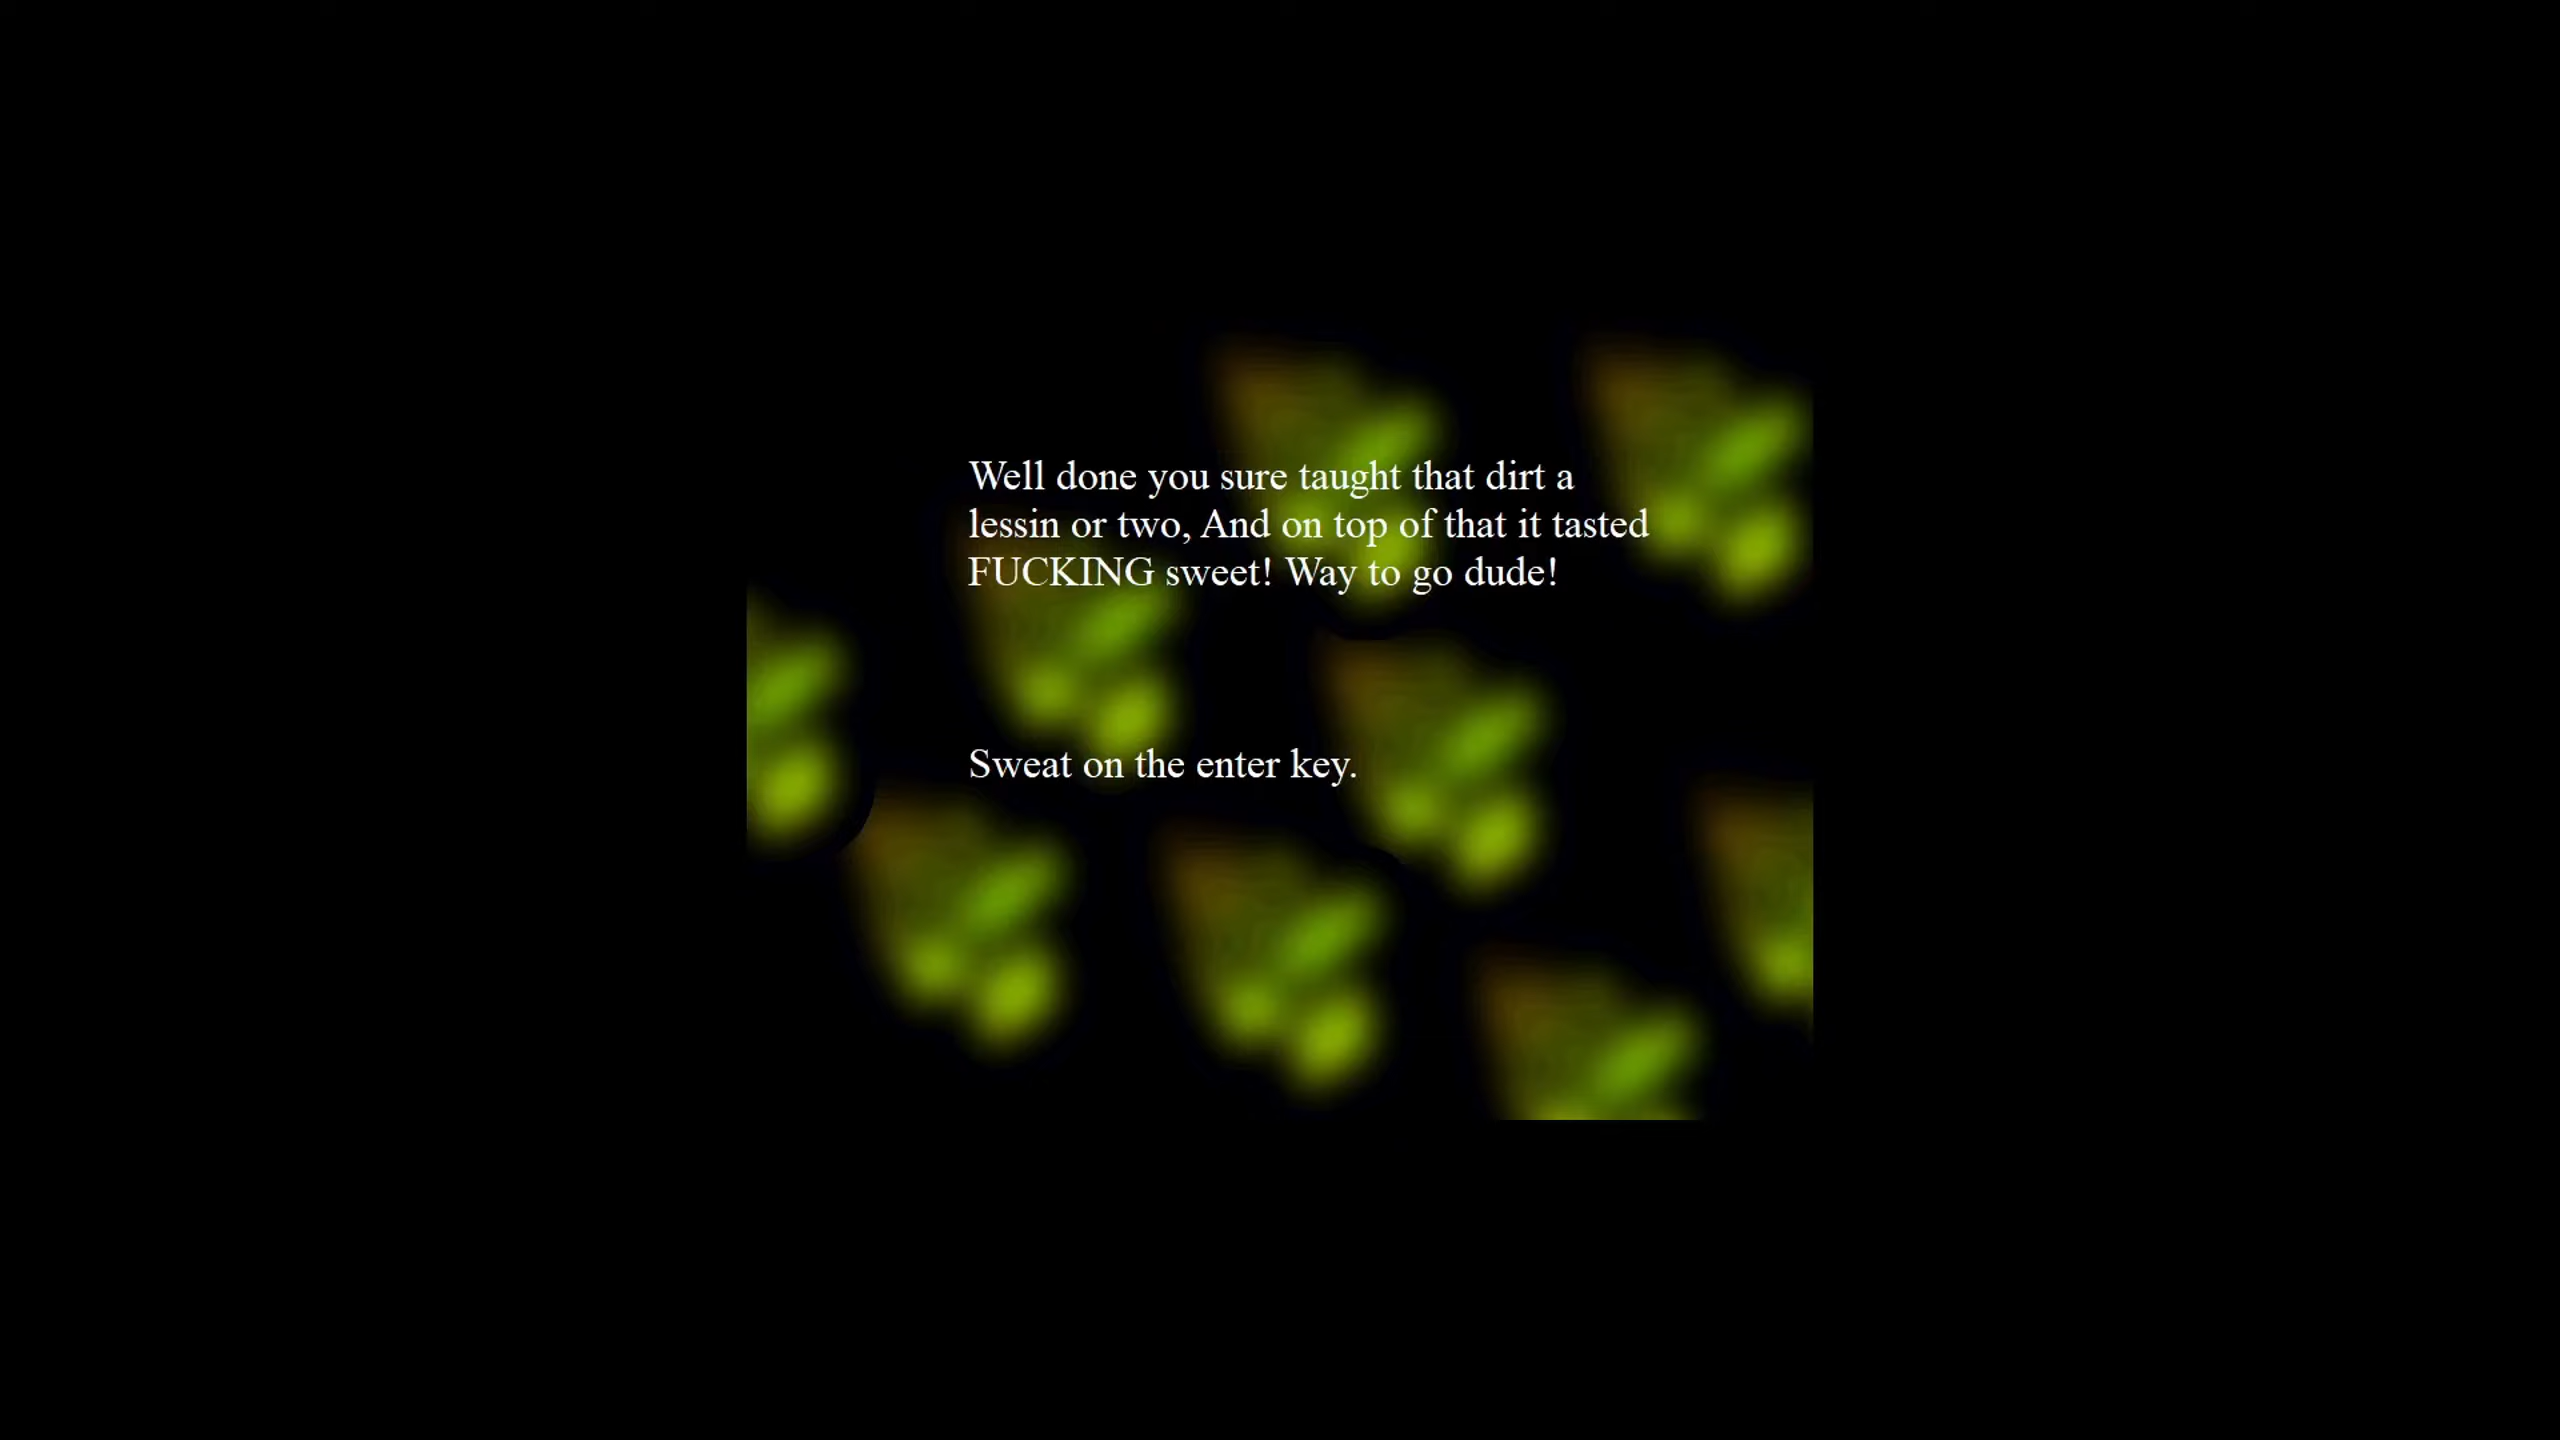 Well done you sure taught that dirt a
lessin or two, And on top of that it tasted
FUCKING sweet! Way to go dude!
Sweat on the enter key.